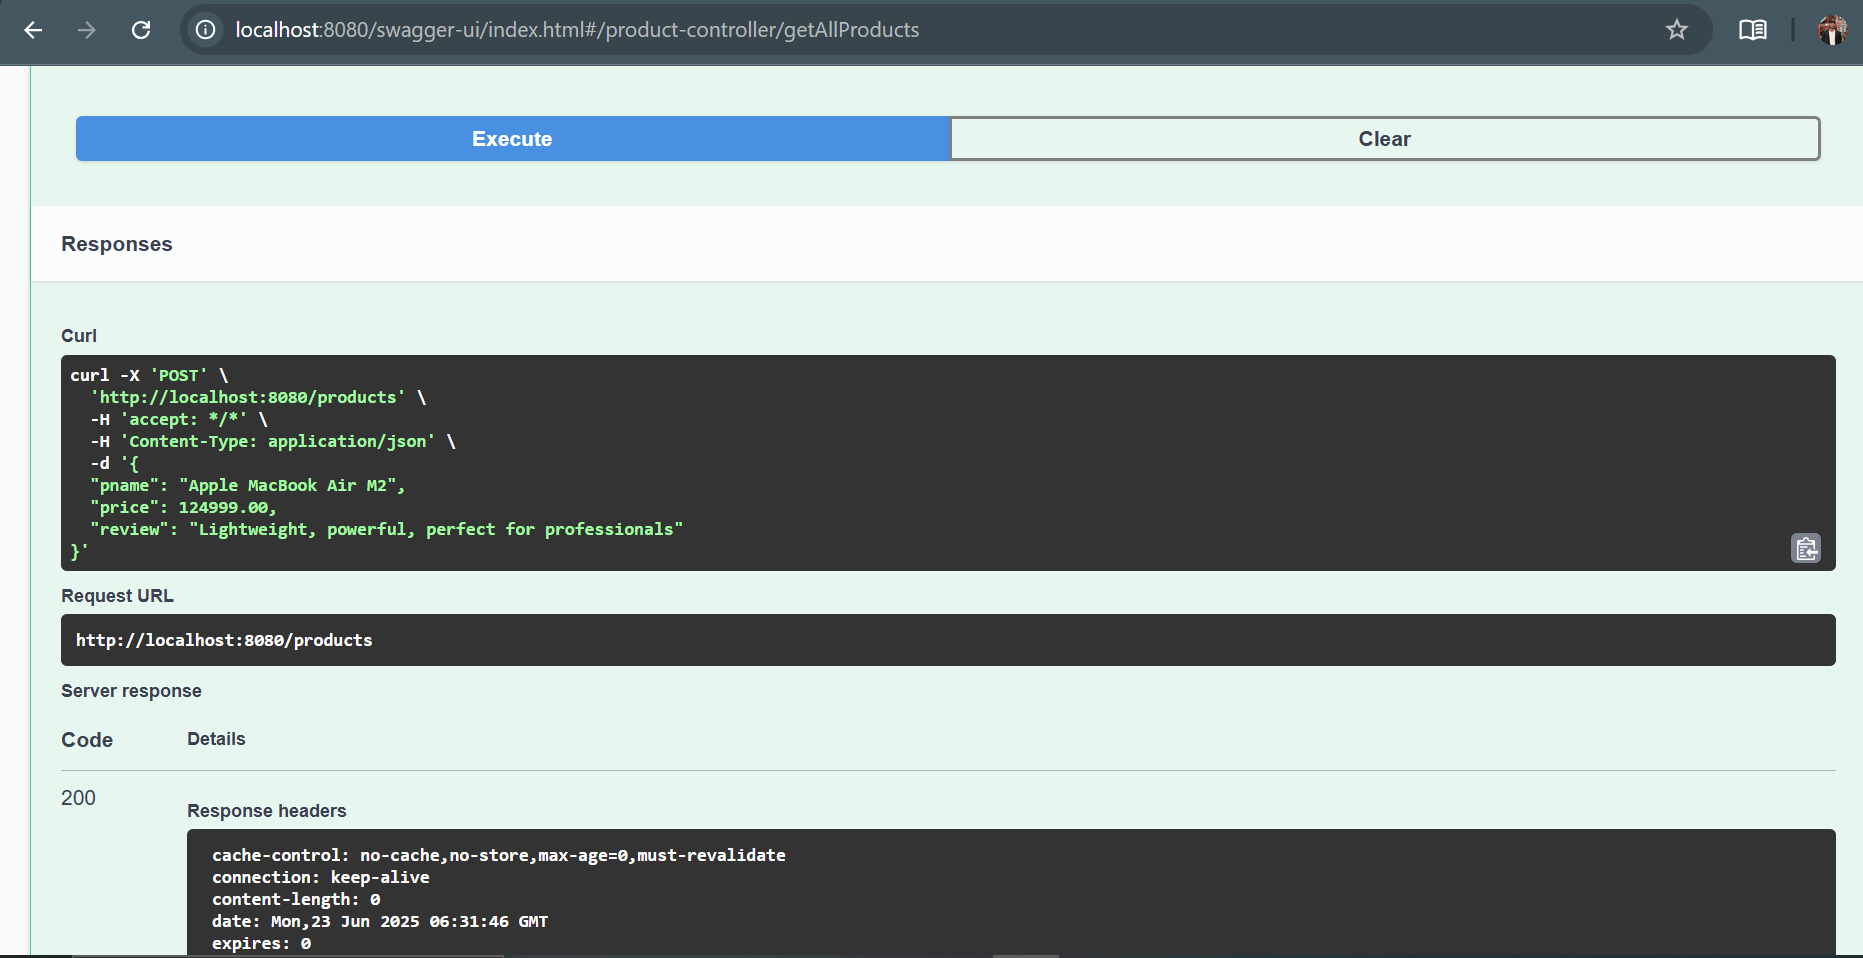 localhost:8080/swagger-ui/index.html#/product-controller/getAllProducts
Execute
Clear
Responses
Curl
curl -X 'POST' \
  'http://localhost:8080/products' \
  -H 'accept: */*' \
  -H 'Content-Type: application/json' \
  -d '{
  "pname": "Apple MacBook Air M2",
  "price": 124999.00,
  "review": "Lightweight, powerful, perfect for professionals"
}'
Request URL
http://localhost:8080/products
Server response
Code Details
200
Response headers
cache-control: no-cache,no-store,max-age=0,must-revalidate
connection: keep-alive
content-length: 0
date: Mon,23 Jun 2025 06:31:46 GMT
expires: 0